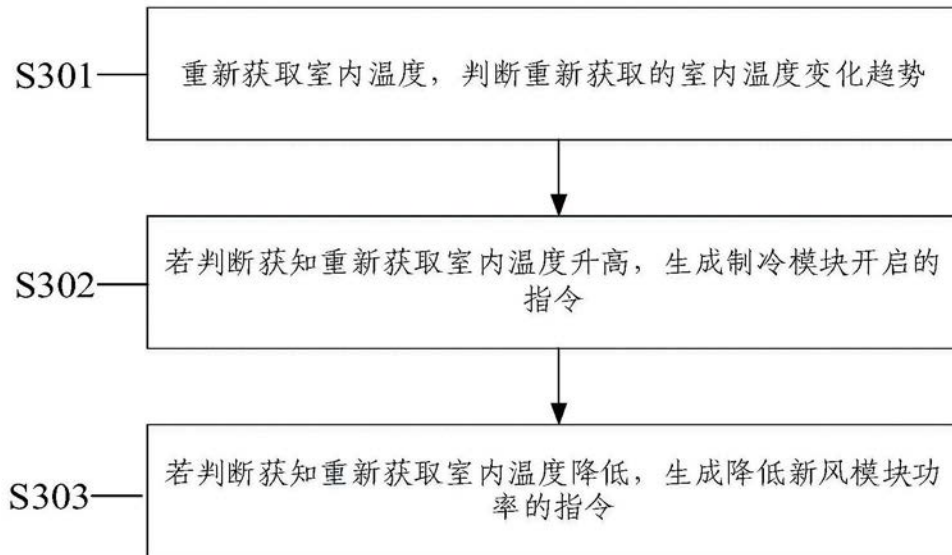 S301
重新获取室内温度，判断重新获取的室内温度变化趋势
S302
若判断获知重新获取室内温度升高，生成制冷模块开启的
指令
S303
若判断获知重新获取室内温度降低，生成降低新风模块功
率的指令